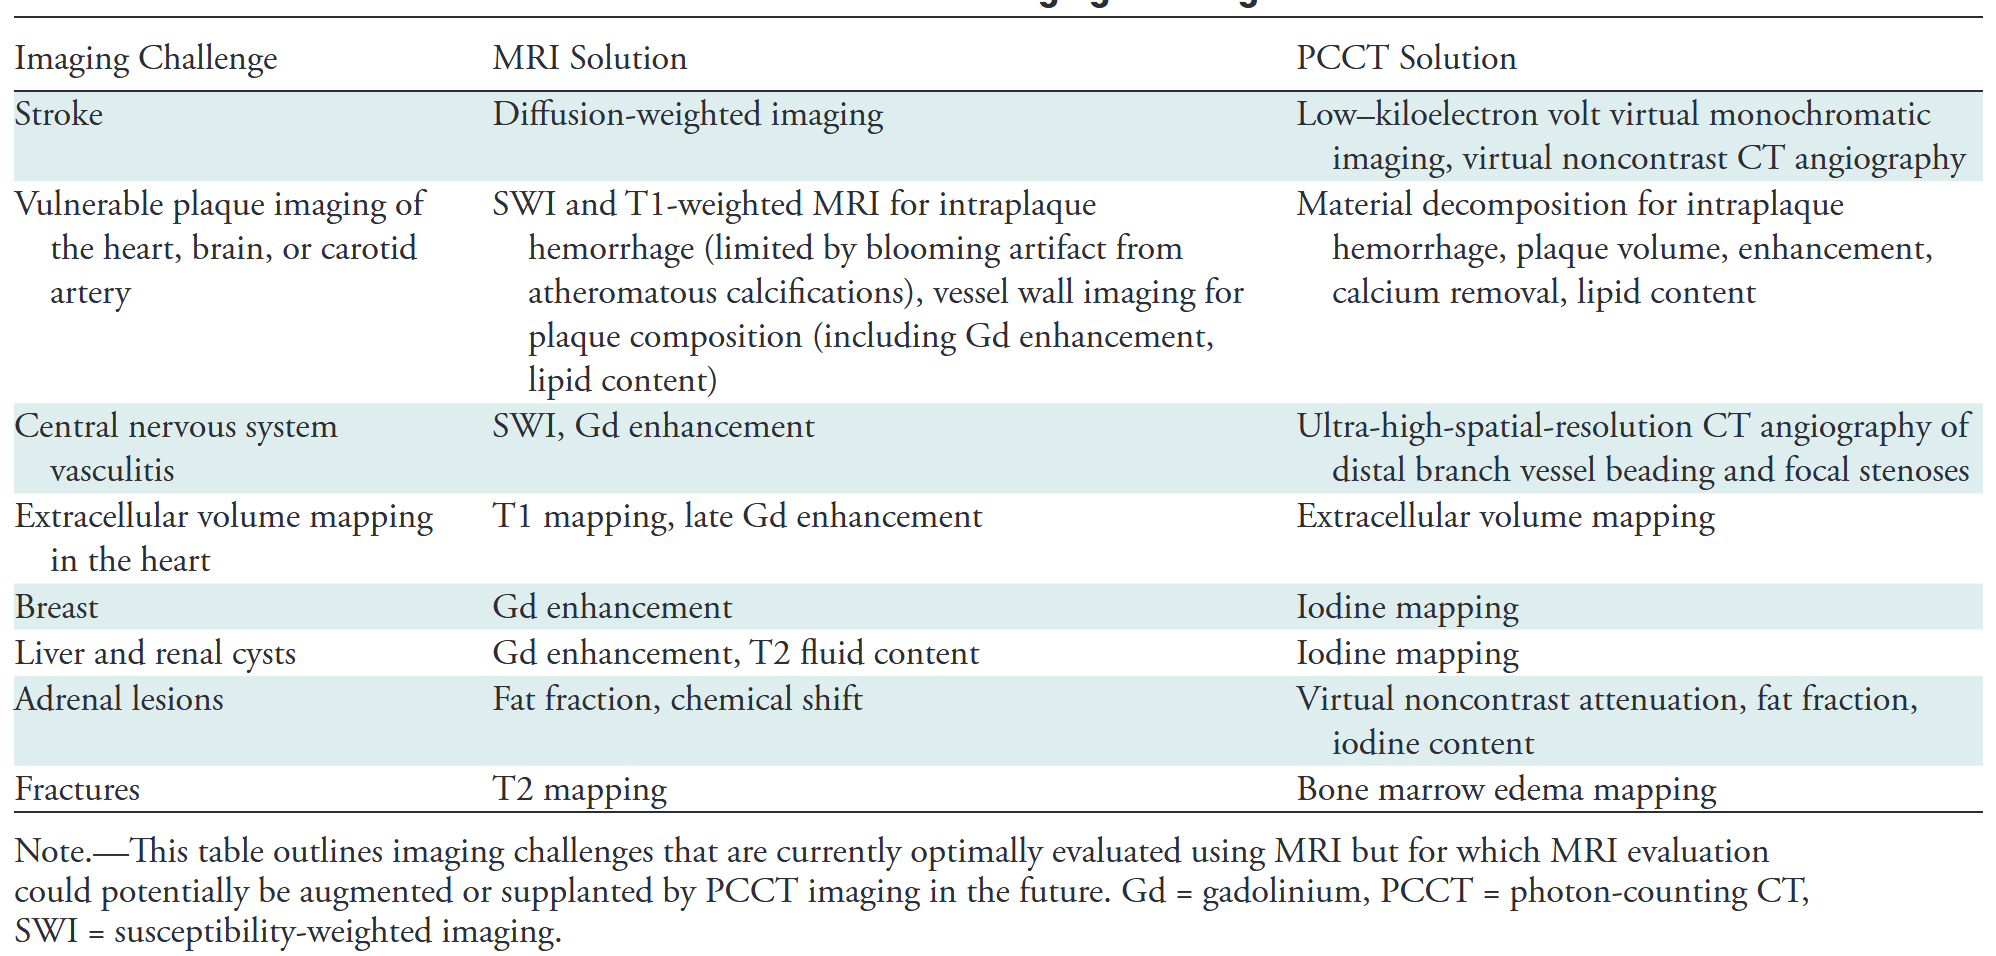 Imaging Challenge MRI Solution PCCT Solution
Stroke Diffusion-weighted imaging Low–kiloelectron volt virtual monochromatic
imaging, virtual noncontrast CT angiography
Vulnerable plaque imaging of SWI and T1-weighted MRI for intraplaque Material decomposition for intraplaque
the heart, brain, or carotid hemorrhage (limited by blooming artifact from hemorrhage, plaque volume, enhancement,
artery atheromatous calcifications), vessel wall imaging for calcium removal, lipid content
plaque composition (including Gd enhancement,
lipid content)
Central nervous system SWI, Gd enhancement Ultra-high-spatial-resolution CT angiography of
vasculitis distal branch vessel beading and focal stenoses
Extracellular volume mapping T1 mapping, late Gd enhancement Extracellular volume mapping
in the heart
Breast Gd enhancement Iodine mapping
Liver and renal cysts Gd enhancement, T2 fluid content Iodine mapping
Adrenal lesions Fat fraction, chemical shift Virtual noncontrast attenuation, fat fraction,
iodine content
Fractures T2 mapping Bone marrow edema mapping
Note.—This table outlines imaging challenges that are currently optimally evaluated using MRI but for which MRI evaluation
could potentially be augmented or supplanted by PCCT imaging in the future. Gd = gadolinium, PCCT = photon-counting CT,
SWI = susceptibility-weighted imaging.